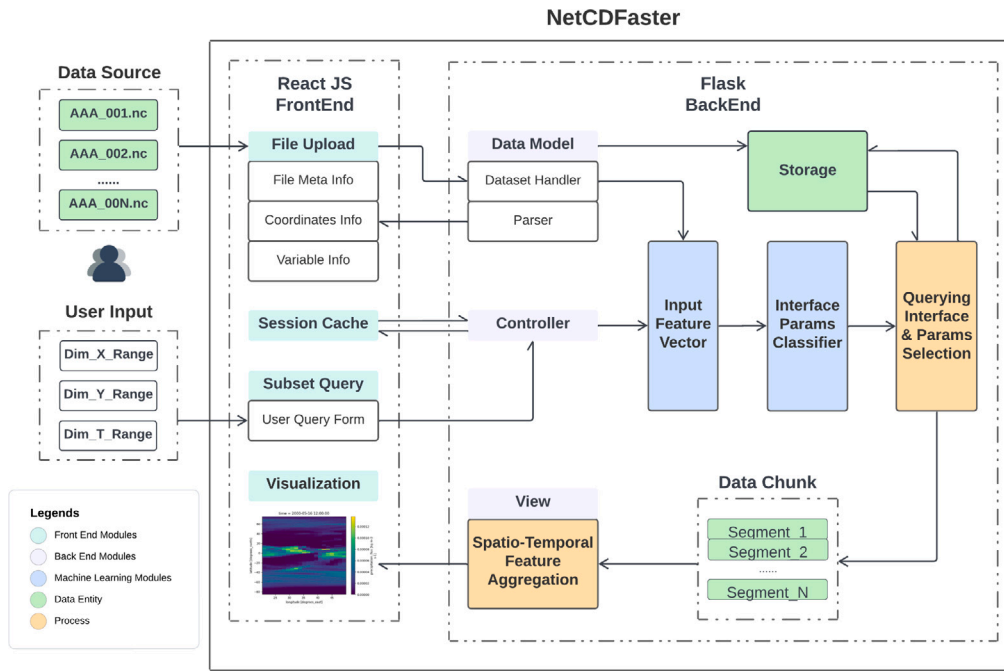 NetCDFaster
Data Source
AAA_001.nc
AAA_002.nc
......
AAA_00N.nc
User Input
Dim_X_Range
Dim_Y_Range
Dim_T_Range
Legends
Front End Modules
Back End Modules
Machine Learning Modules
Data Entity
Process
React JS
FrontEnd
File Upload
File Meta Info
Coordinates Info
Variable Info
Session Cache
Subset Query
User Query Form
Visualization
Flask
BackEnd
Data Model
Dataset Handler
Parser
Storage
Controller
Input
Feature
Vector
Interface
Params
Classifier
Querying
Interface
& Params
Selection
View
Spatio-Temporal
Feature
Aggregation
Data Chunk
Segment_1
Segment_2
......
Segment_N